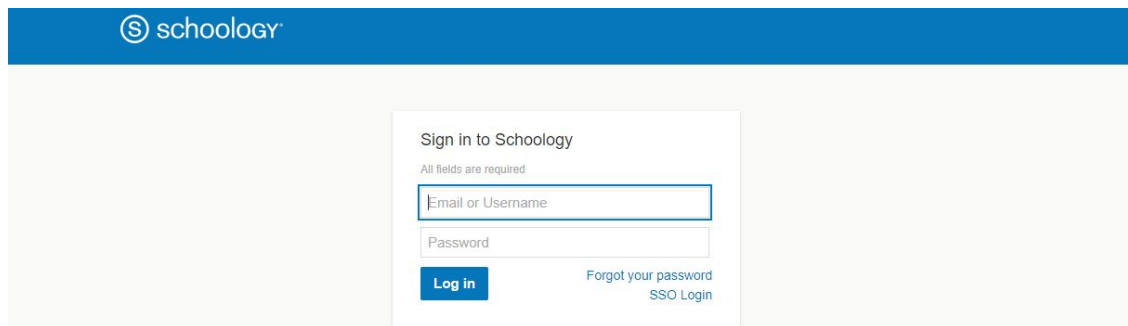 schoology
Sign in to Schoology
All fields are required
Email or Username
Password
Log in
Forgot your password
SSO Login